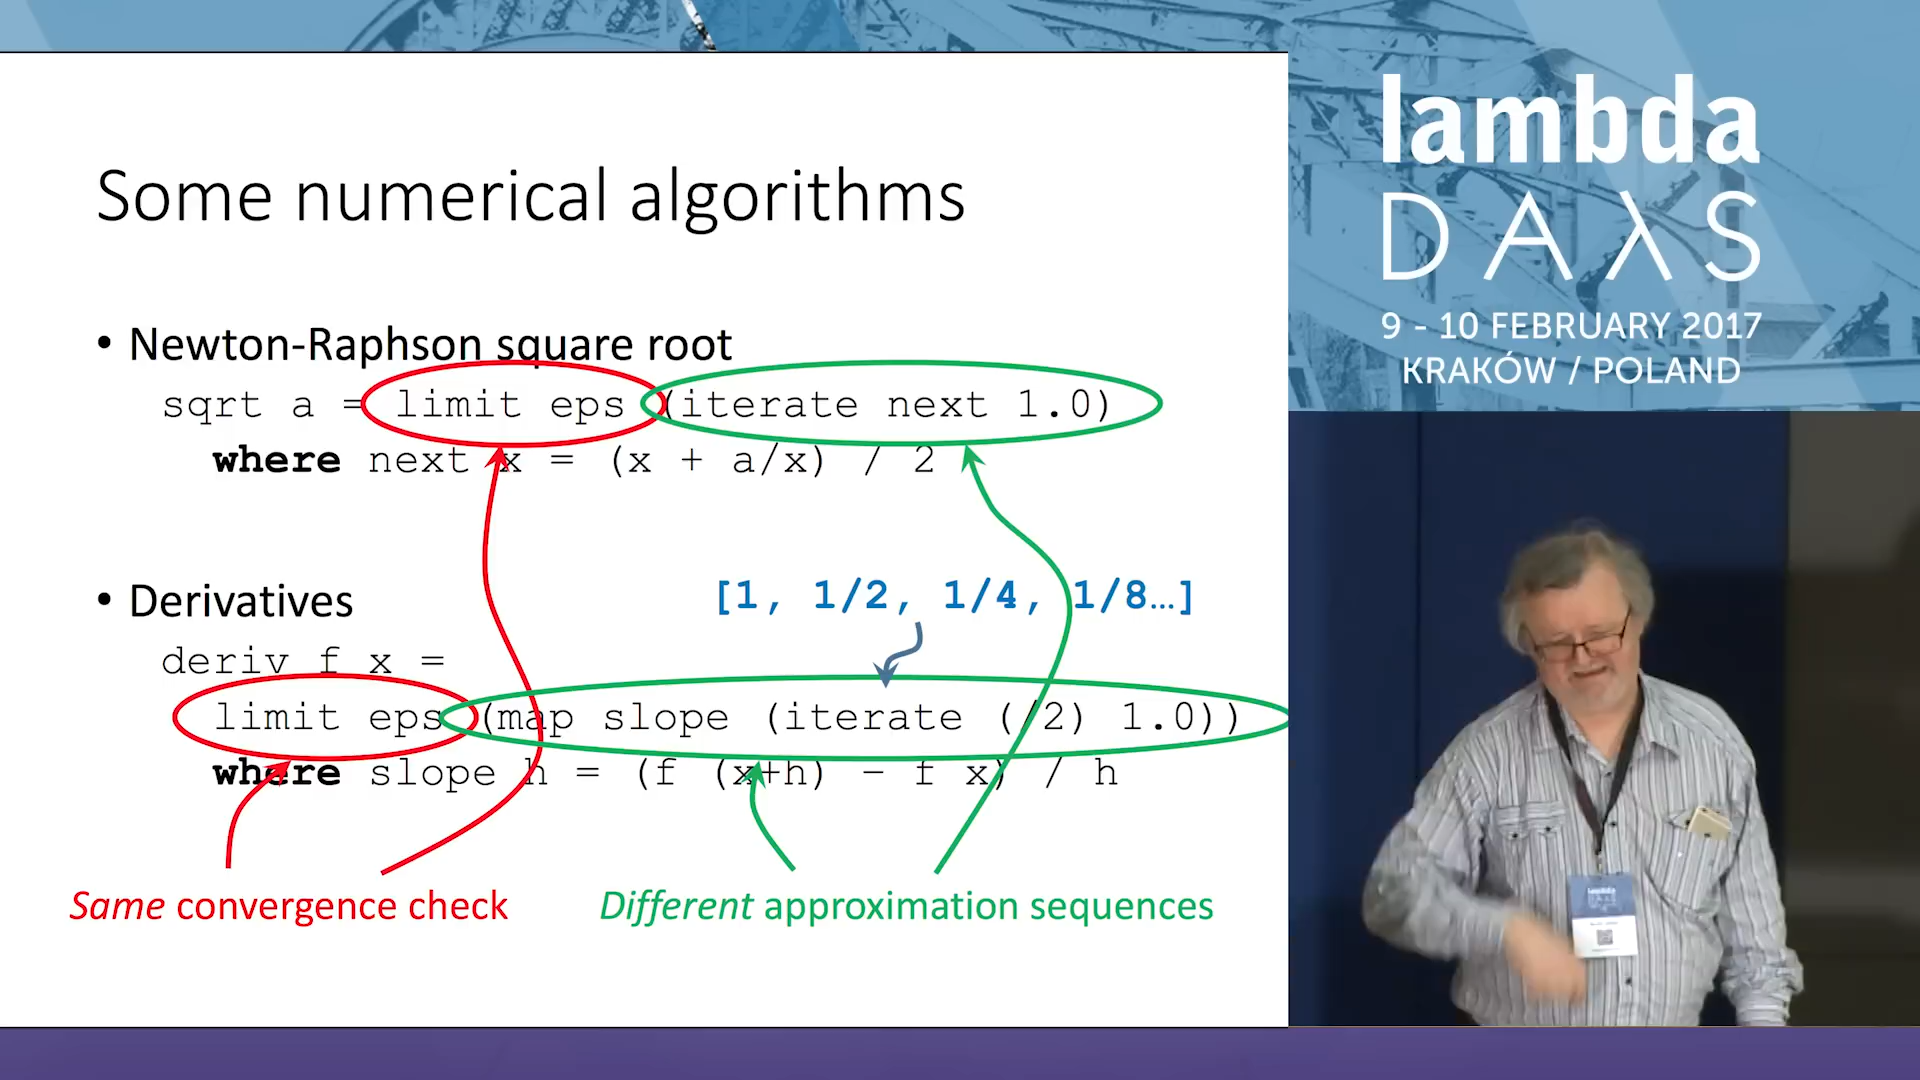 Some numerical algorithms
• Newton-Raphson square root
sqrt a = limit eps (iterate next 1.0)
where next x = (x + a/x) / 2
• Derivatives
[1, 1/2, 1/4, 1/8…]
deriv f x =
limit eps (map slope (iterate (/2) 1.0))
where slope h = (f (x+h) – f x) / h
Same convergence check
Different approximation sequences
lambda
DAλS
9 - 10 FEBRUARY 2017
KRAKÓW / POLAND
lambda
DAλS